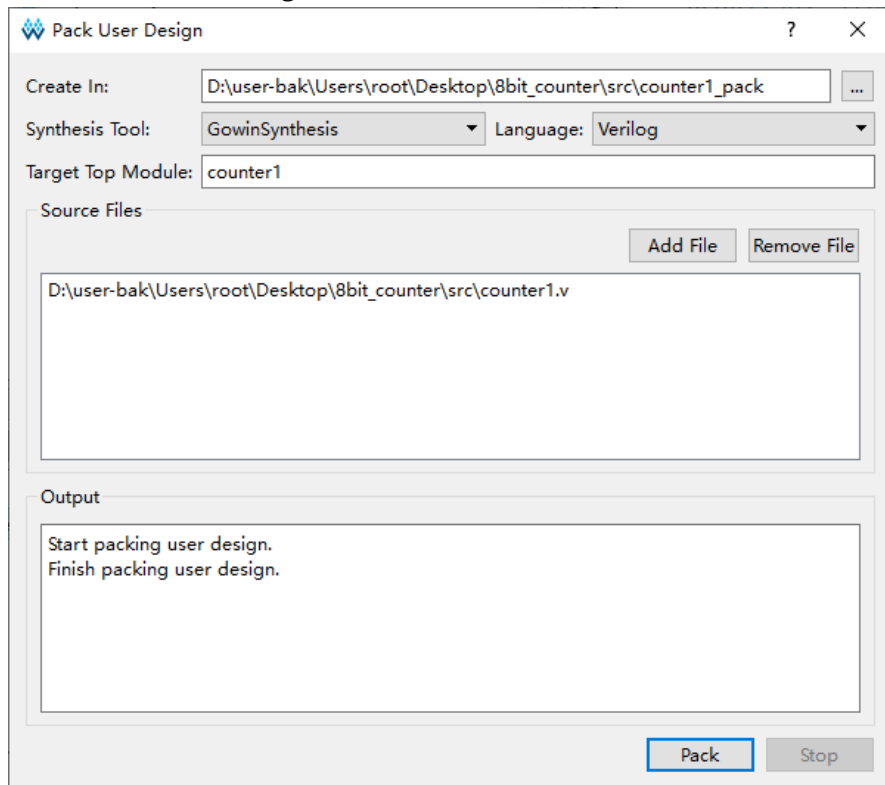 Pack User Design ?
Create In: D:\user-bak\Users\root\Desktop\8bit_counter\src\counter1_pack ...
Synthesis Tool: GowinSynthesis Language: Verilog
Target Top Module: counter1
Source Files
Add File Remove File
D:\user-bak\Users\root\Desktop\8bit_counter\src\counter1.v
Output
Start packing user design.
Finish packing user design.
Pack Stop